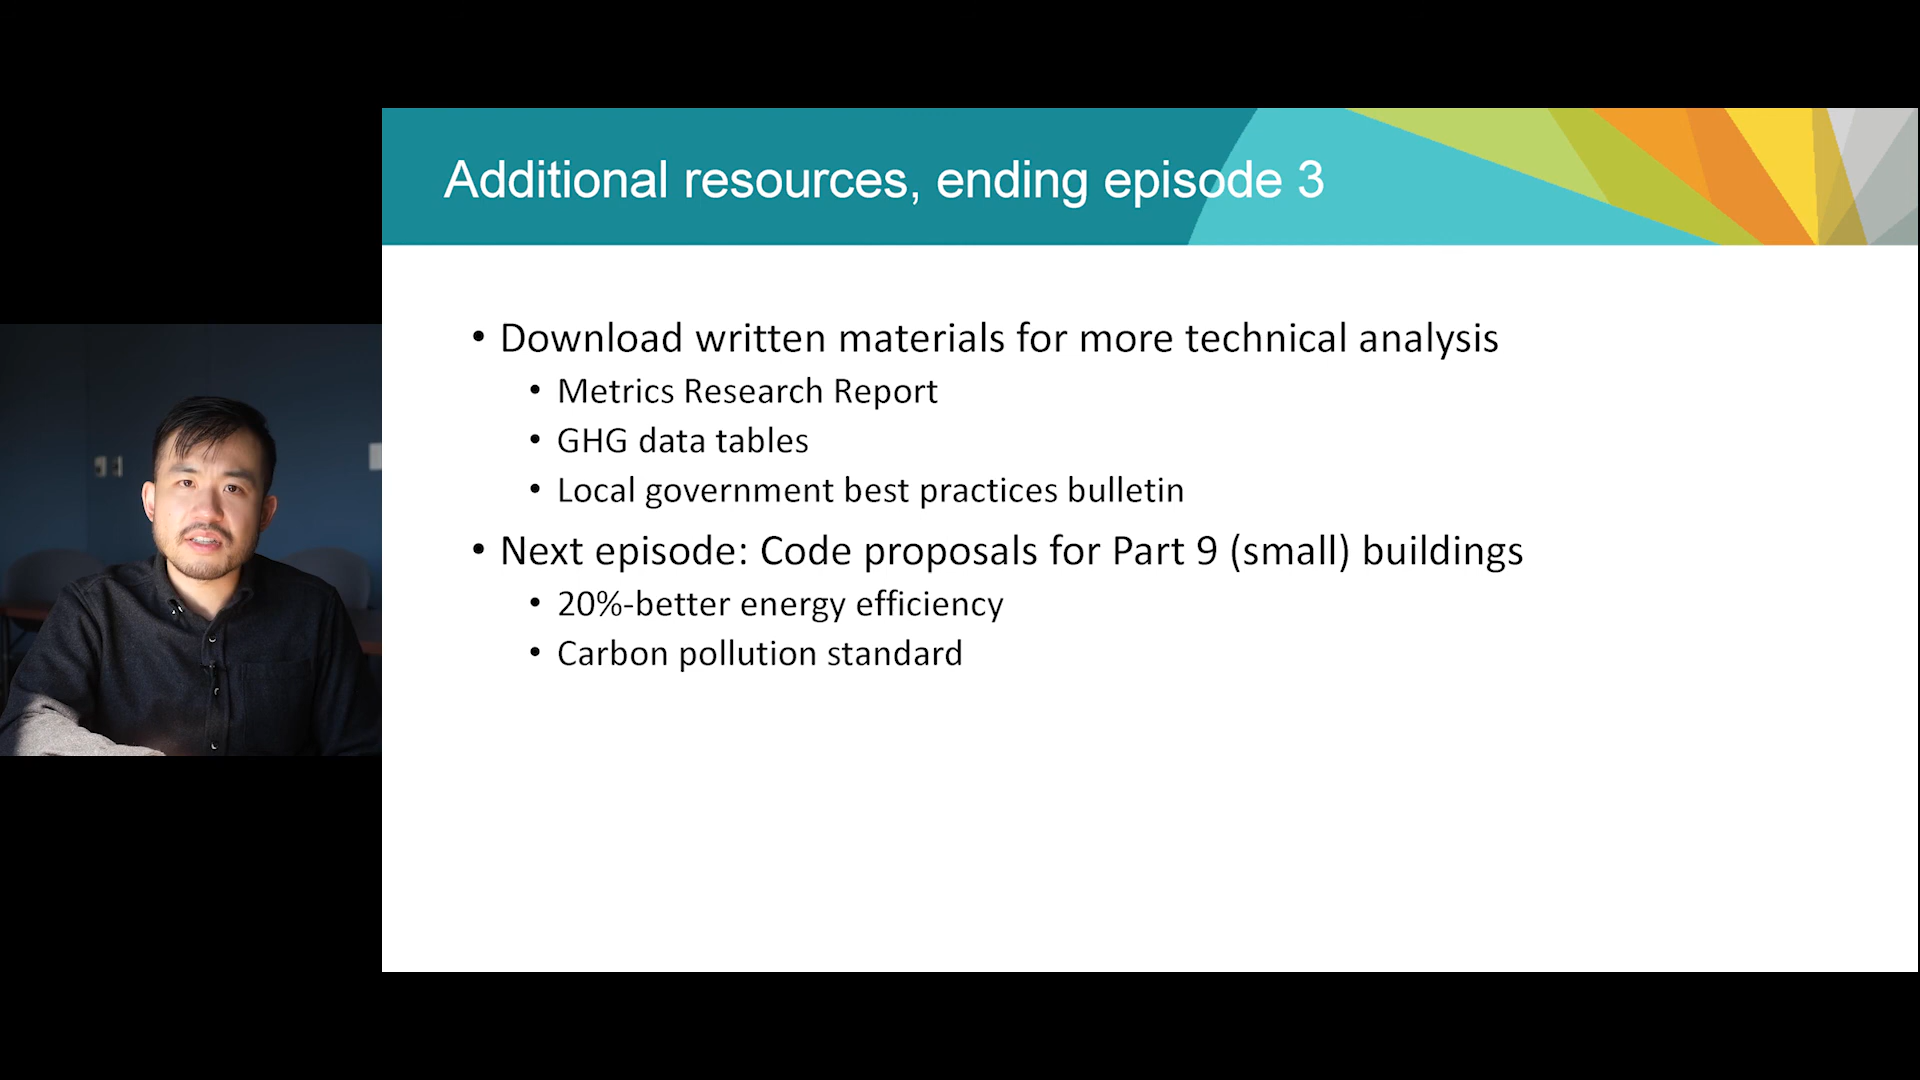 Additional resources, ending episode 3
• Download written materials for more technical analysis
• Metrics Research Report
• GHG data tables
• Local government best practices bulletin
• Next episode: Code proposals for Part 9 (small) buildings
• 20%-better energy efficiency
• Carbon pollution standard